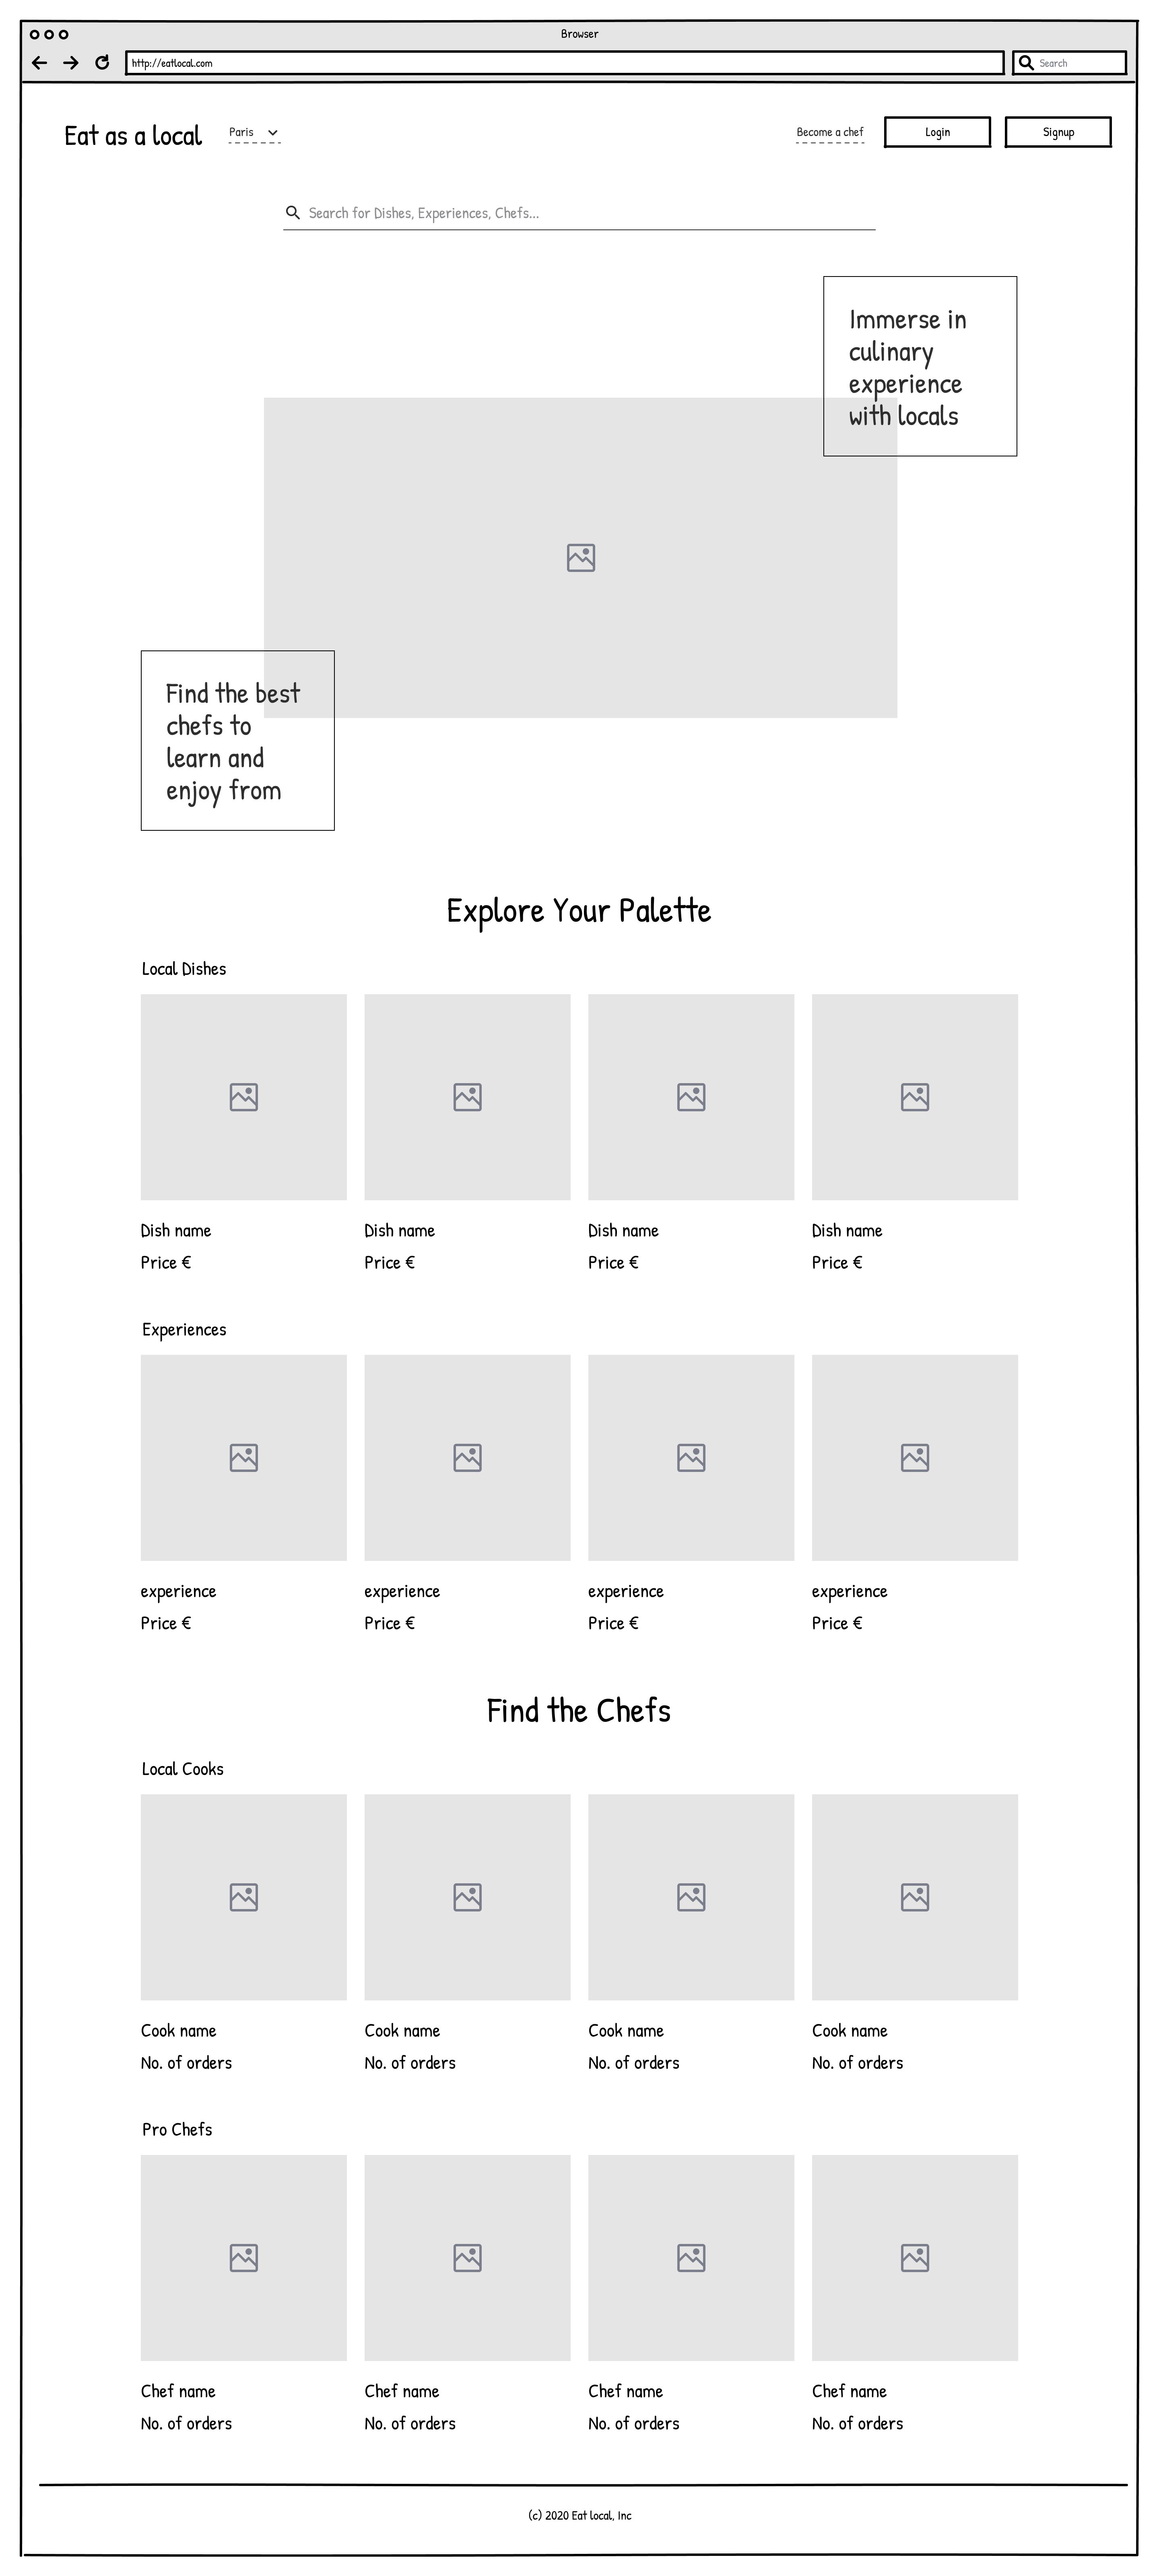 Browser
http://eatlocal.com
Search
Eat as a local
Paris
Become a chef
Login
Signup
Search for Dishes, Experiences, Chefs...
Immerse in
culinary
experience
with locals
Find the best
chefs to
learn and
enjoy from
Explore Your Palette
Local Dishes
Dish name Dish name Dish name Dish name
Price € Price € Price € Price €
Experiences
experience experience experience experience
Price € Price € Price € Price €
Find the Chefs
Local Cooks
Cook name Cook name Cook name Cook name
No. of orders No. of orders No. of orders No. of orders
Pro Chefs
Chef name Chef name Chef name Chef name
No. of orders No. of orders No. of orders No. of orders
(c) 2020 Eat local, Inc